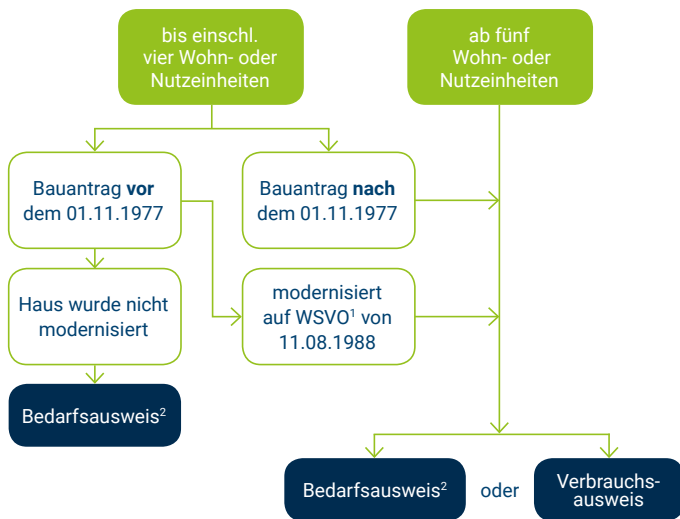 bis einschl.
vier Wohn- oder
Nutzeinheiten
ab fünf
Wohn- oder
Nutzeinheiten
Bauantrag vor
dem 01.11.1977
Bauantrag nach
dem 01.11.1977
Haus wurde nicht
modernisiert
modernisiert
auf WSVO¹ von
11.08.1988
Bedarfsausweis²
Bedarfsausweis²
oder
Verbrauchs-
ausweis